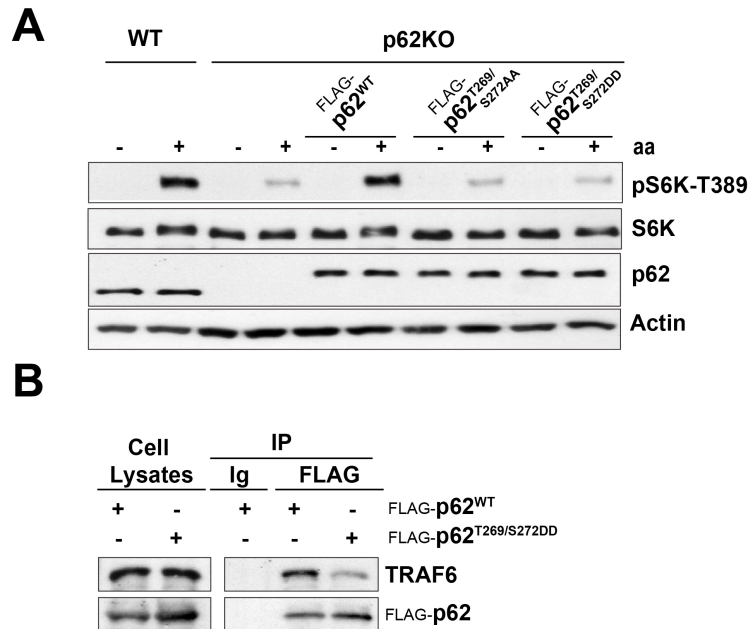 A
WT p62KO
FLAG-p62WT FLAG-p62T269/S272AA FLAG-p62T269/S272DD
- + - + - + - + - + aa
pS6K-T389
S6K
p62
Actin
B
Cell Lysates IP
Ig FLAG
+ - + + - FLAG-p62WT
- + - - + FLAG-p62T269/S272DD
TRAF6
FLAG-p62